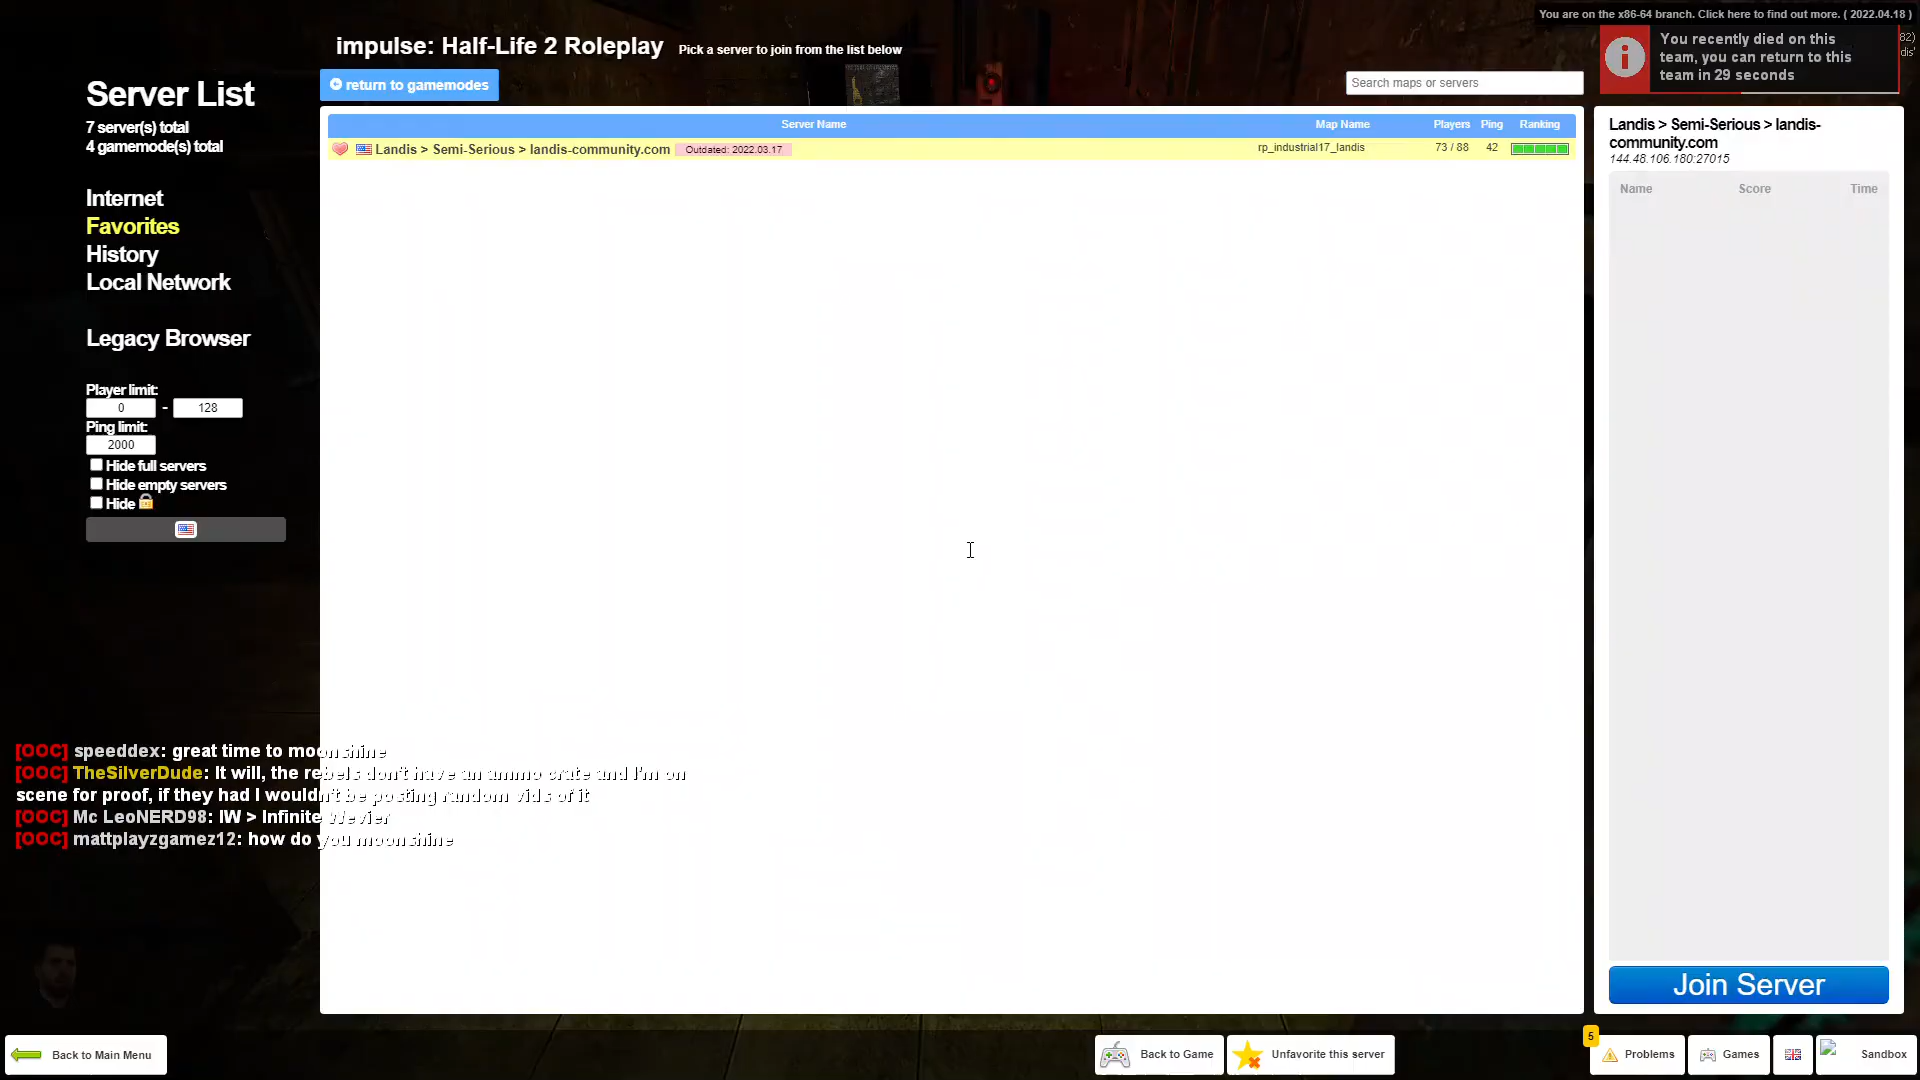 You are on the x86-64 branch. Click here to find out more. ( 2022.04.18 )
impulse: Half-Life 2 Roleplay
Pick a server to join from the list below
You recently died on this
team, you can return to this
team in 29 seconds
82)
dis'
Server List
7 server(s) total
4 gamemode(s) total
return to gamemodes
Search maps or servers
Server Name
Map Name
Players
Ping
Ranking
Landis > Semi-Serious > landis-community.com
Outdated: 2022.03.17
rp_industrial17_landis
73 / 88
42
Landis > Semi-Serious > landis-
community.com
144.48.106.180:27015
Name
Score
Time
Internet
Favorites
History
Local Network
Legacy Browser
Player limit:
0 - 128
Ping limit:
2000
Hide full servers
Hide empty servers
Hide
[OOC] speeddex: great time to moonshine
[OOC] TheSilverDude: It will, the rebels don't have an ammo crate and I'm on
scene for proof, if they had I wouldn't be posting random vids of it
[OOC] Mc LeoNERD98: IW > Infinite Wevier
[OOC] mattplayzgamez12: how do you moonshine
Join Server
Back to Main Menu
Back to Game
Unfavorite this server
5
Problems
Games
Sandbox